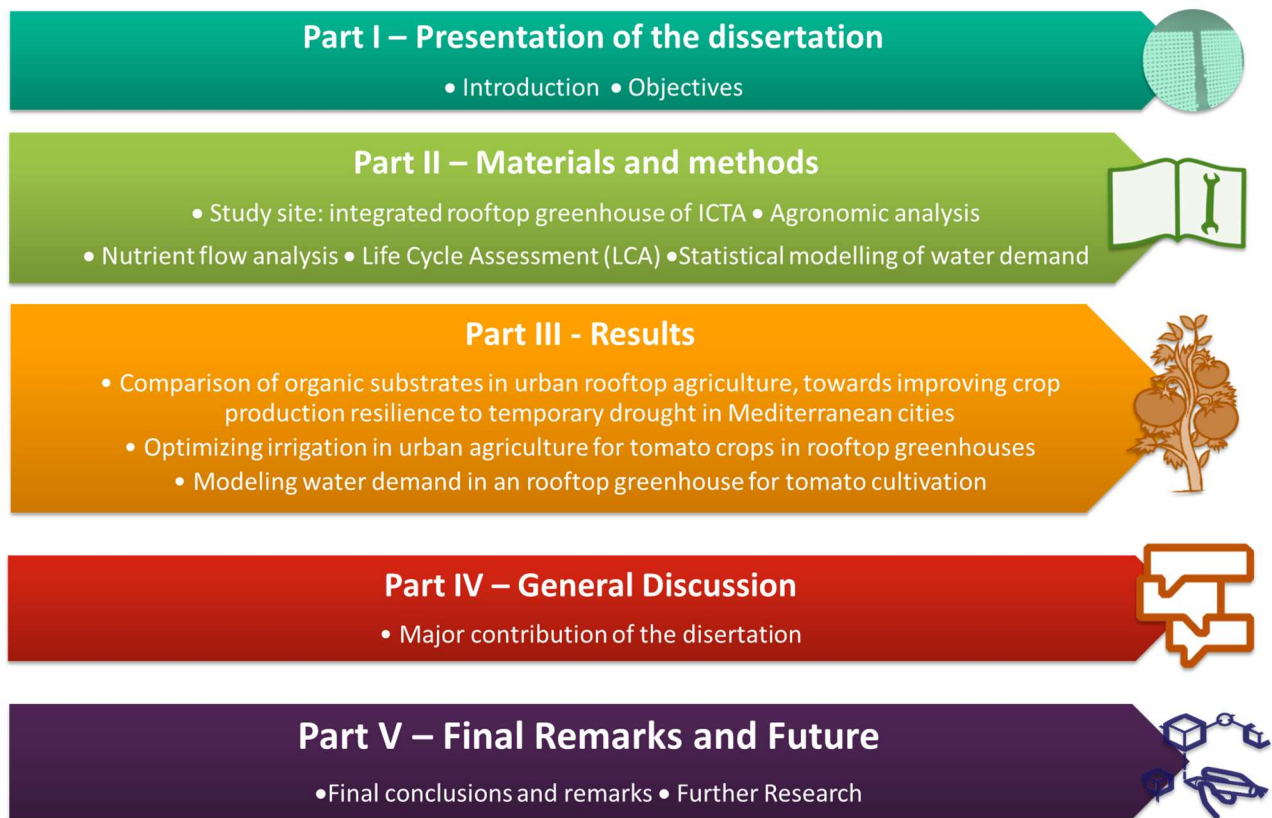 Part I – Presentation of the dissertation
• Introduction • Objectives
Part II – Materials and methods
• Study site: integrated rooftop greenhouse of ICTA • Agronomic analysis
• Nutrient flow analysis • Life Cycle Assessment (LCA) •Statistical modelling of water demand
Part III - Results
• Comparison of organic substrates in urban rooftop agriculture, towards improving crop
production resilience to temporary drought in Mediterranean cities
• Optimizing irrigation in urban agriculture for tomato crops in rooftop greenhouses
• Modeling water demand in an rooftop greenhouse for tomato cultivation
Part IV – General Discussion
• Major contribution of the disertation
Part V – Final Remarks and Future
•Final conclusions and remarks • Further Research